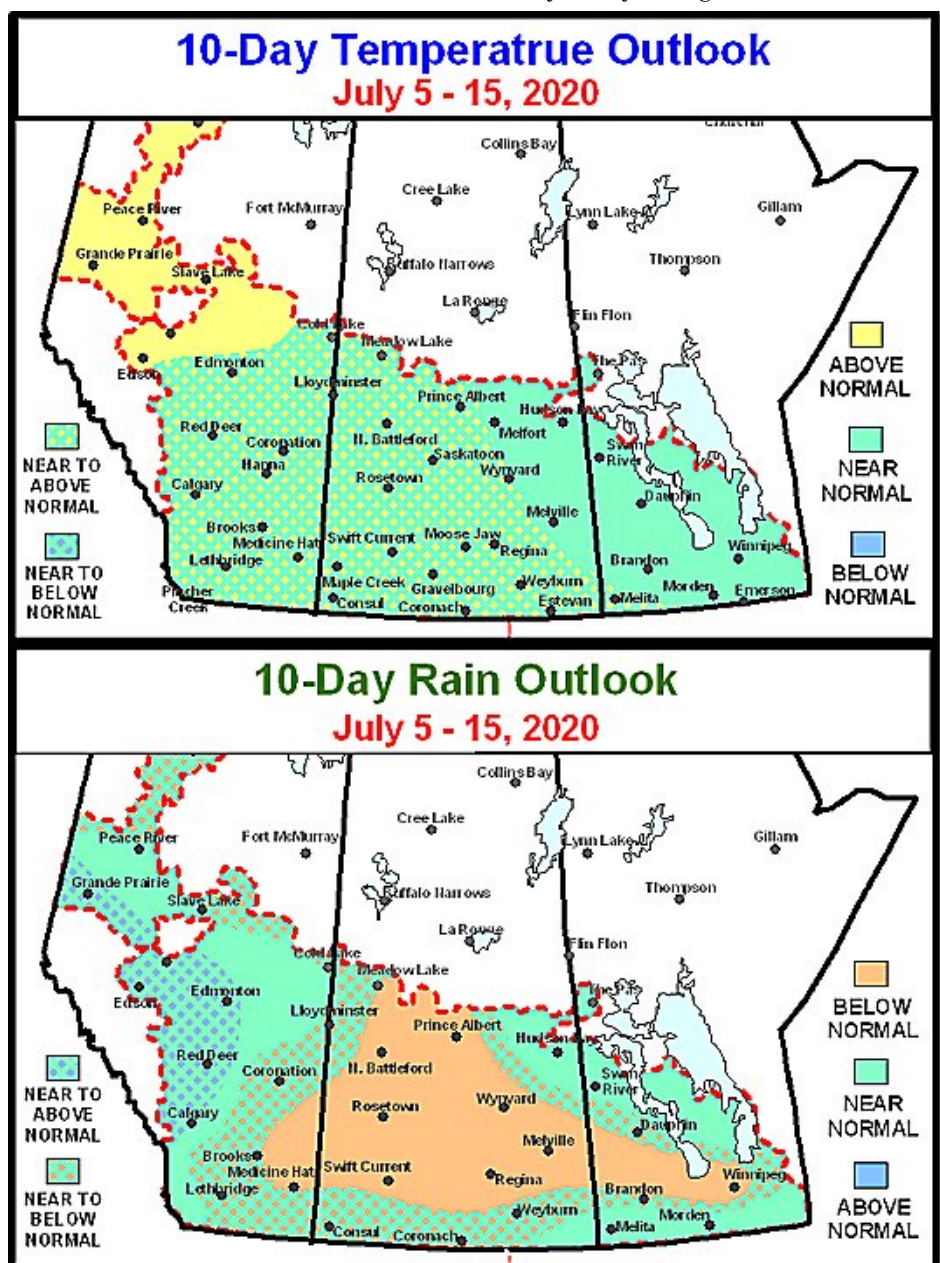 10-Day Temperatrue Outlook
July 5 - 15, 2020
Collins Bay
Peace River
Fort McMurray
Cree Lake
Lynn Lake
Gillam
Grande Prairie
Slave Lake
Buffalo Narrows
Thompson
La Ronge
Flin Flon
Cold Lake
Meadow Lake
The Pas
Edson
Edmonton
Lloydminster
Prince Albert
Hudson Bay
ABOVE
NORMAL
Red Deer
Coronation
N. Battleford
Melfort
Hanna
Saskatoon
Swan
River
NEAR TO
ABOVE
NORMAL
Calgary
Rosetown
Wynyard
Dauphin
NEAR
NORMAL
Brooks
Melville
Medicine Hat
Swift Current
Moose Jaw
Regina
Winnipeg
Lethbridge
Brandon
NEAR TO
BELOW
NORMAL
Pincher
Creek
Maple Creek
Gravelbourg
Weyburn
Morden
Emerson
BELOW
NORMAL
Consul
Coronach
Estevan
Melita
10-Day Rain Outlook
July 5 - 15, 2020
Collins Bay
Peace River
Fort McMurray
Cree Lake
Lynn Lake
Gillam
Grande Prairie
Slave Lake
Buffalo Narrows
Thompson
La Ronge
Flin Flon
Cold Lake
Meadow Lake
The Pas
Edson
Edmonton
Lloydminster
Prince Albert
Hudson Bay
BELOW
NORMAL
Red Deer
Coronation
N. Battleford
Swan
River
NEAR TO
ABOVE
NORMAL
Calgary
Rosetown
Wynyard
Dauphin
NEAR
NORMAL
Brooks
Melville
Medicine Hat
Swift Current
Regina
Winnipeg
Lethbridge
Brandon
NEAR TO
BELOW
NORMAL
Weyburn
Morden
ABOVE
NORMAL
Consul
Coronach
Melita